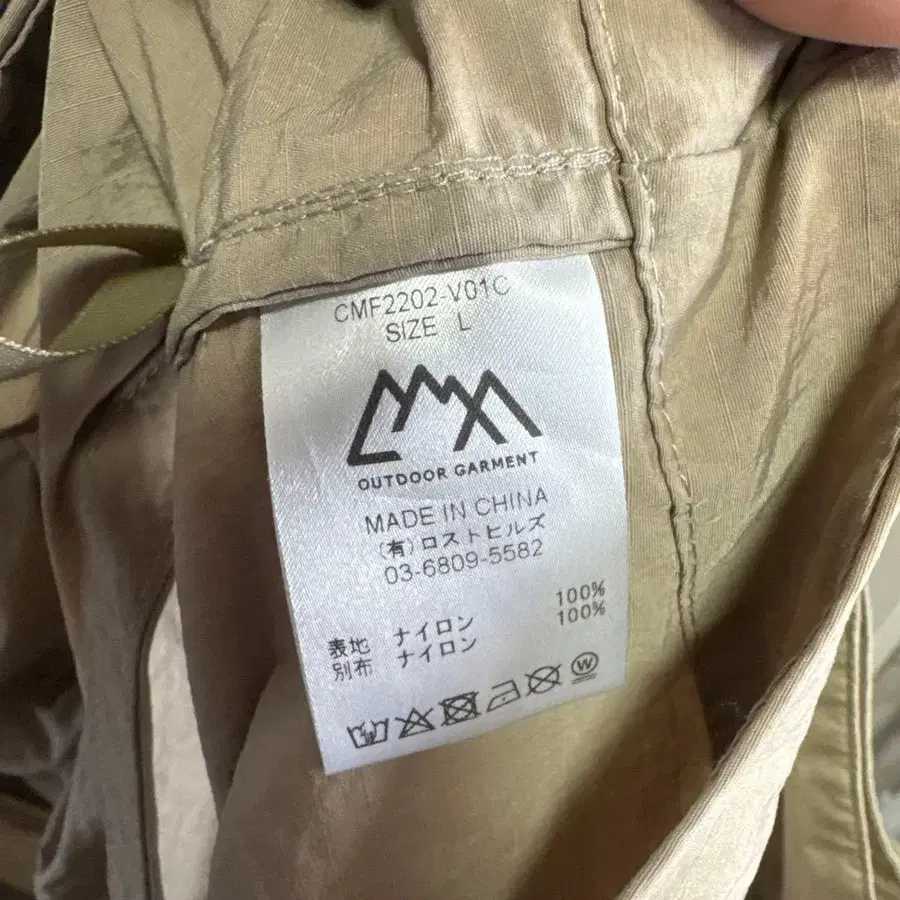 CMF2202-V01C
SIZE L
OUTDOOR GARMENT
MADE IN CHINA
(有)ロストヒルズ
03-6809-5582
表地 ナイロン 100%
別布 ナイロン 100%
W